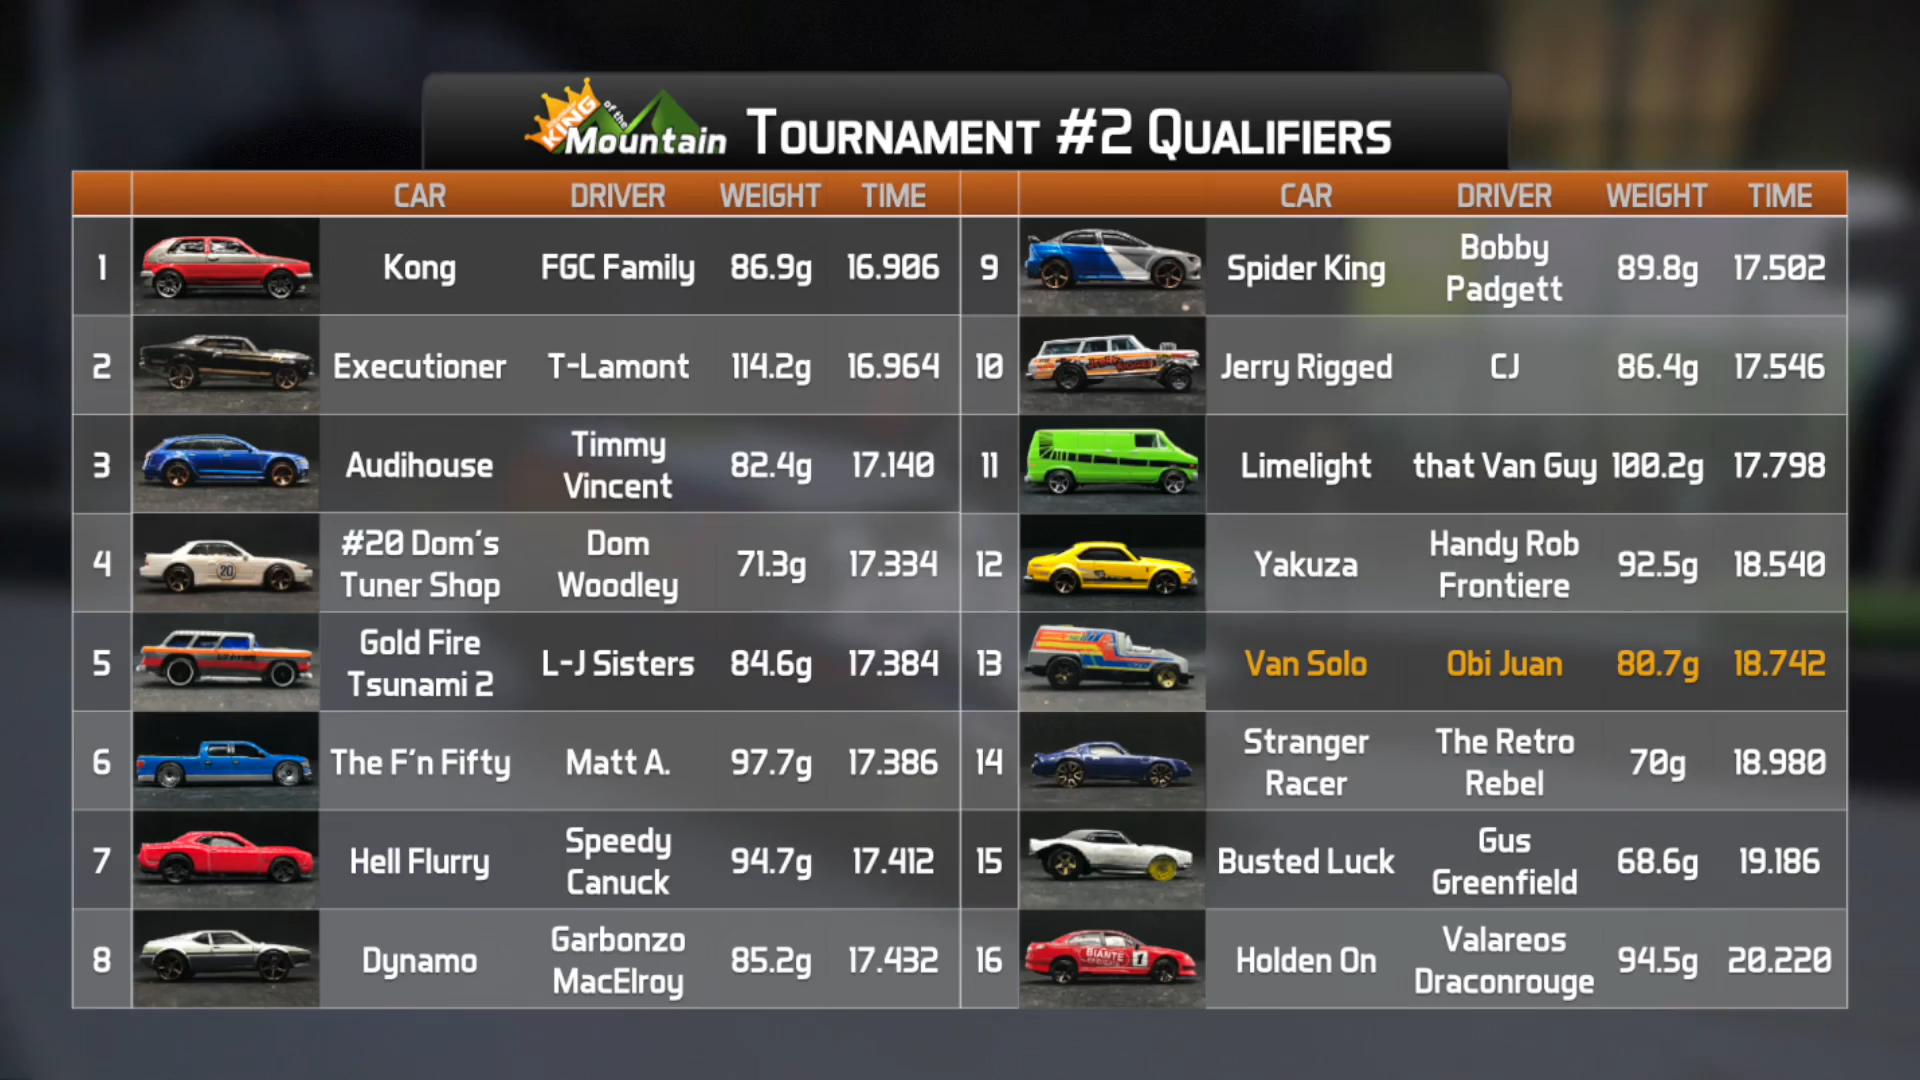 KING of the Mountain TOURNAMENT #2 QUALIFIERS
CAR DRIVER WEIGHT TIME CAR DRIVER WEIGHT TIME
1 Kong FGC Family 86.9g 16.906
2 Executioner T-Lamont 114.2g 16.964
3 Audihouse Timmy Vincent 82.4g 17.140
4 20 #20 Dom's Tuner Shop Dom Woodley 71.3g 17.334
5 Gold Fire Tsunami 2 L-J Sisters 84.6g 17.384
6 The F'n Fifty Matt A. 97.7g 17.386
7 Hell Flurry Speedy Canuck 94.7g 17.412
8 Dynamo Garbonzo MacElroy 85.2g 17.432
9 Spider King Bobby Padgett 89.8g 17.502
10 Jerry Rigged CJ 86.4g 17.546
11 Limelight that Van Guy 100.2g 17.798
12 Yakuza Handy Rob Frontiere 92.5g 18.540
13 Van Solo Obi Juan 80.7g 18.742
14 Stranger Racer The Retro Rebel 70g 18.980
15 Busted Luck Gus Greenfield 68.6g 19.186
16 BIANTE 1 Holden On Valareos Draconrouge 94.5g 20.220